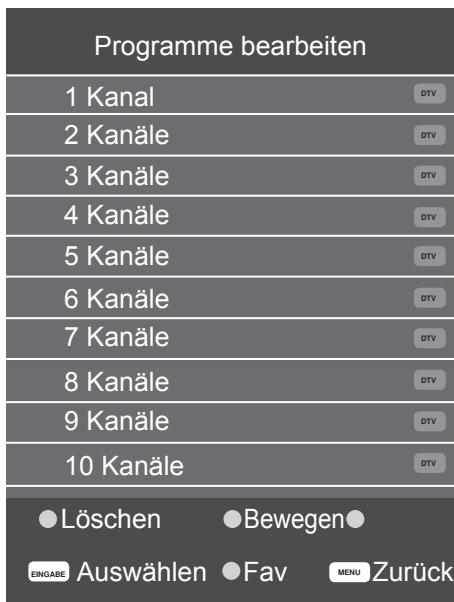 Programme bearbeiten
1 Kanal DTV
2 Kanäle DTV
3 Kanäle DTV
4 Kanäle DTV
5 Kanäle DTV
6 Kanäle DTV
7 Kanäle DTV
8 Kanäle DTV
9 Kanäle DTV
10 Kanäle DTV
Löschen Bewegen
EINGABE Auswählen Fav MENU Zurück